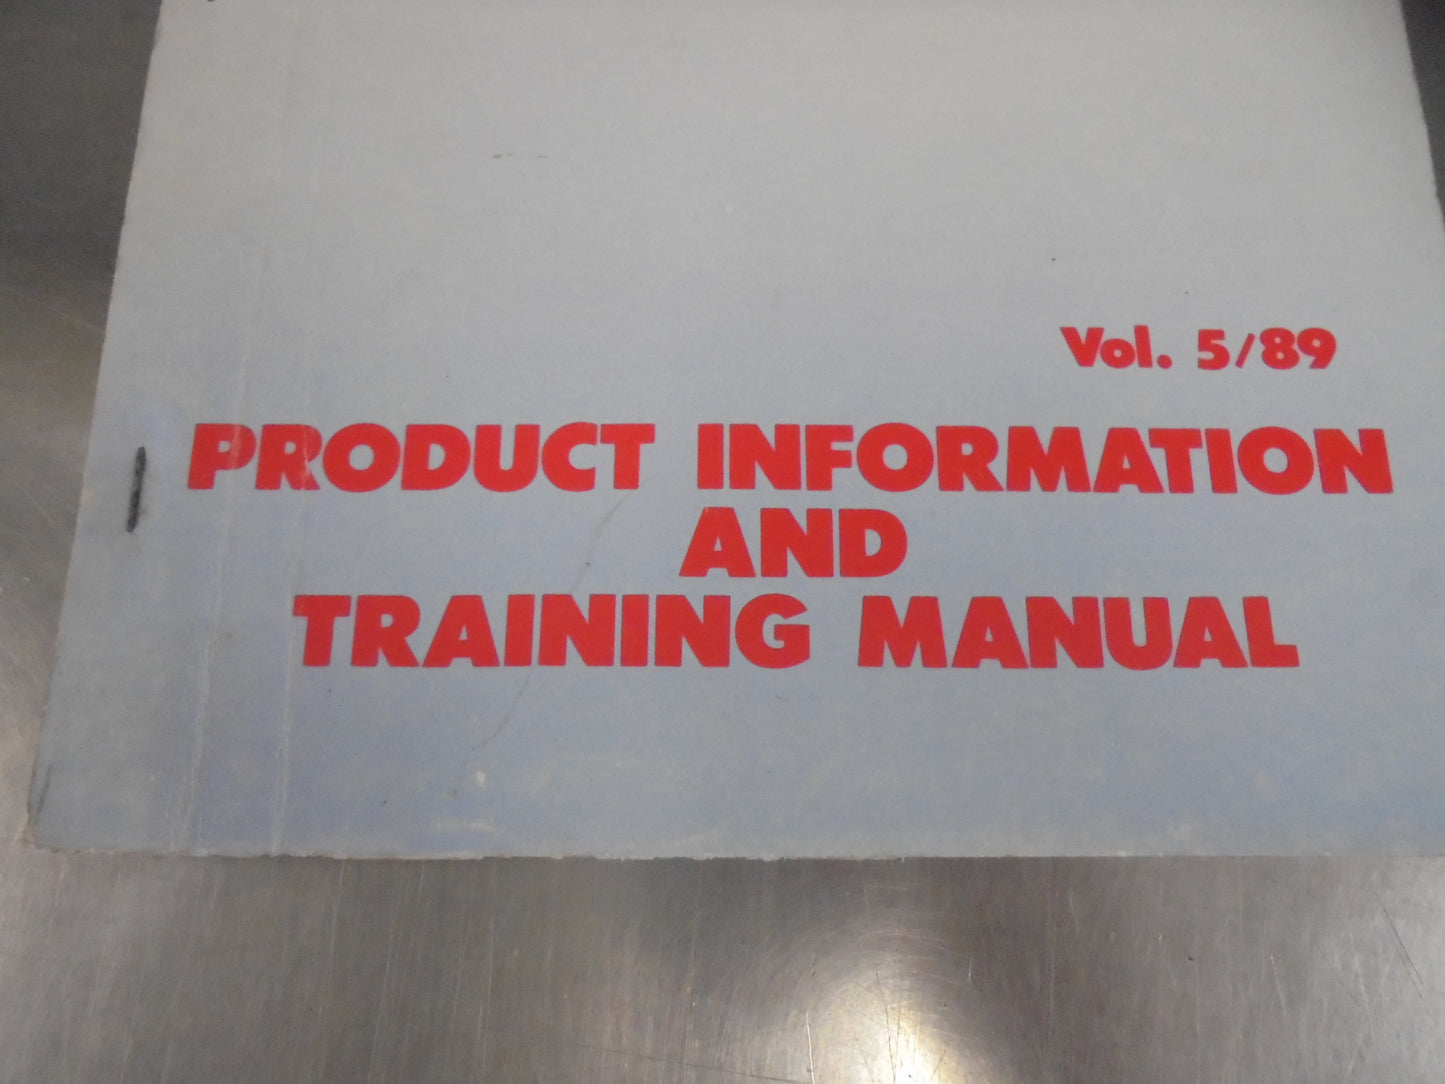 Vol. 5/89
PRODUCT INFORMATION
AND
TRAINING MANUAL